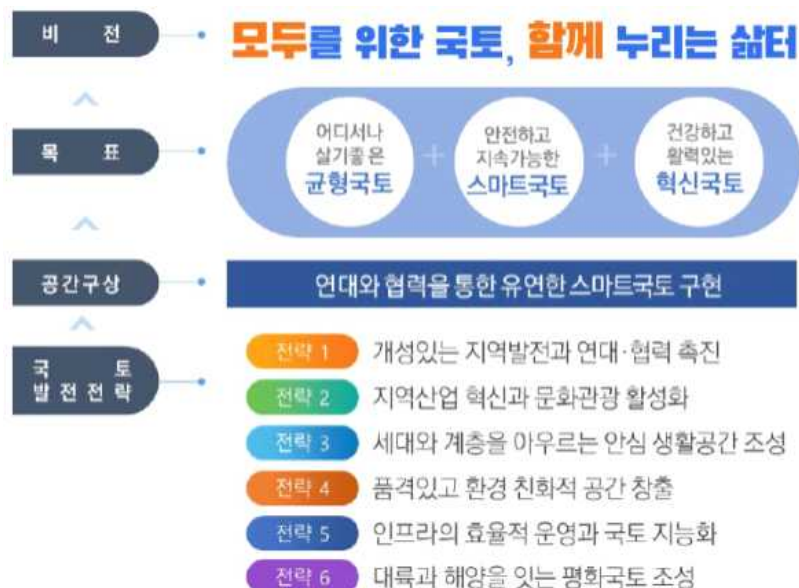 비 전
모두를 위한 국토, 함께 누리는 삶터
목 표
어디서나
살기좋은
균형국토
+
안전하고
지속가능한
스마트국토
+
건강하고
활력있는
혁신국토
공간구상
연대와 협력을 통한 유연한 스마트국토 구현
국 토
발전전략
전략 1 개성있는 지역발전과 연대·협력 촉진
전략 2 지역산업 혁신과 문화관광 활성화
전략 3 세대와 계층을 아우르는 안심 생활공간 조성
전략 4 품격있고 환경 친화적 공간 창출
전략 5 인프라의 효율적 운영과 국토 지능화
전략 6 대륙과 해양을 잇는 평화국토 조성